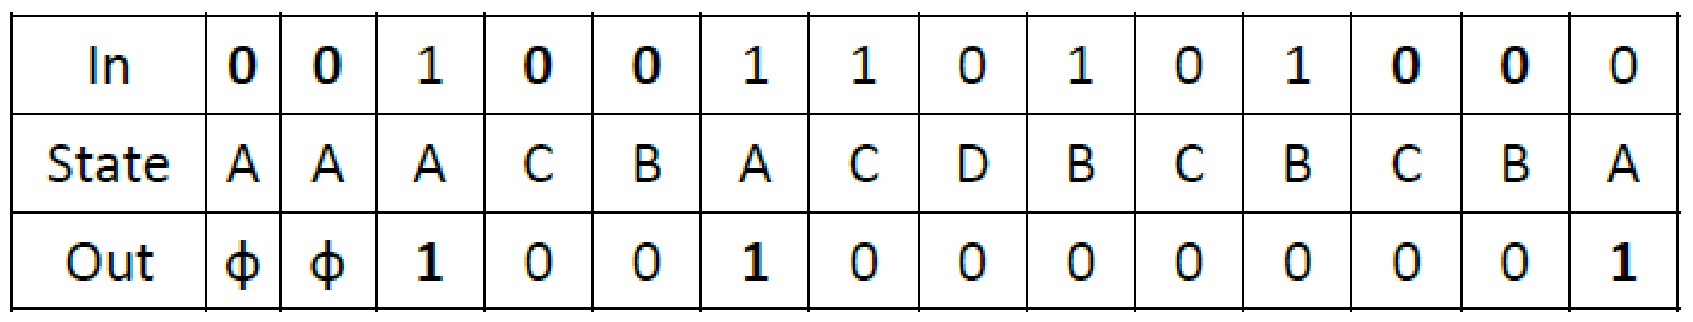 In 0 0 1 0 0 1 1 0 1 0 1 0 0 0
State A A A C B A C D B C B C B A
Out ϕ ϕ 1 0 0 1 0 0 0 0 0 0 0 1